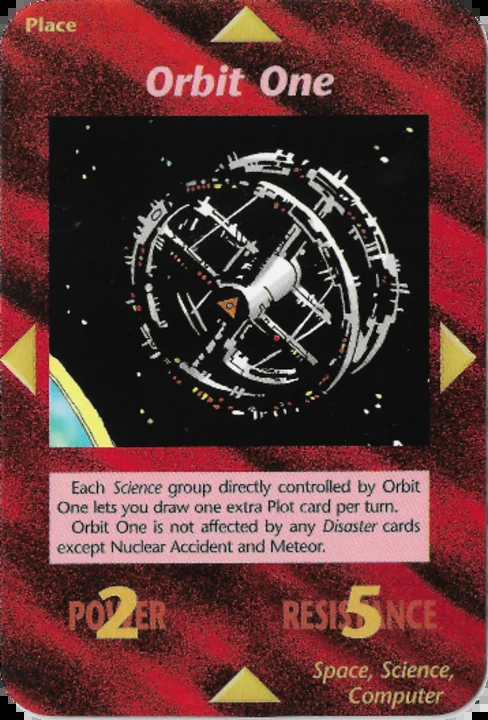 Place
Orbit One
Each Science group directly controlled by Orbit
One lets you draw one extra Plot card per turn.
Orbit One is not affected by any Disaster cards
except Nuclear Accident and Meteor.
POWER 2 RESISTANCE 5
Space, Science,
Computer